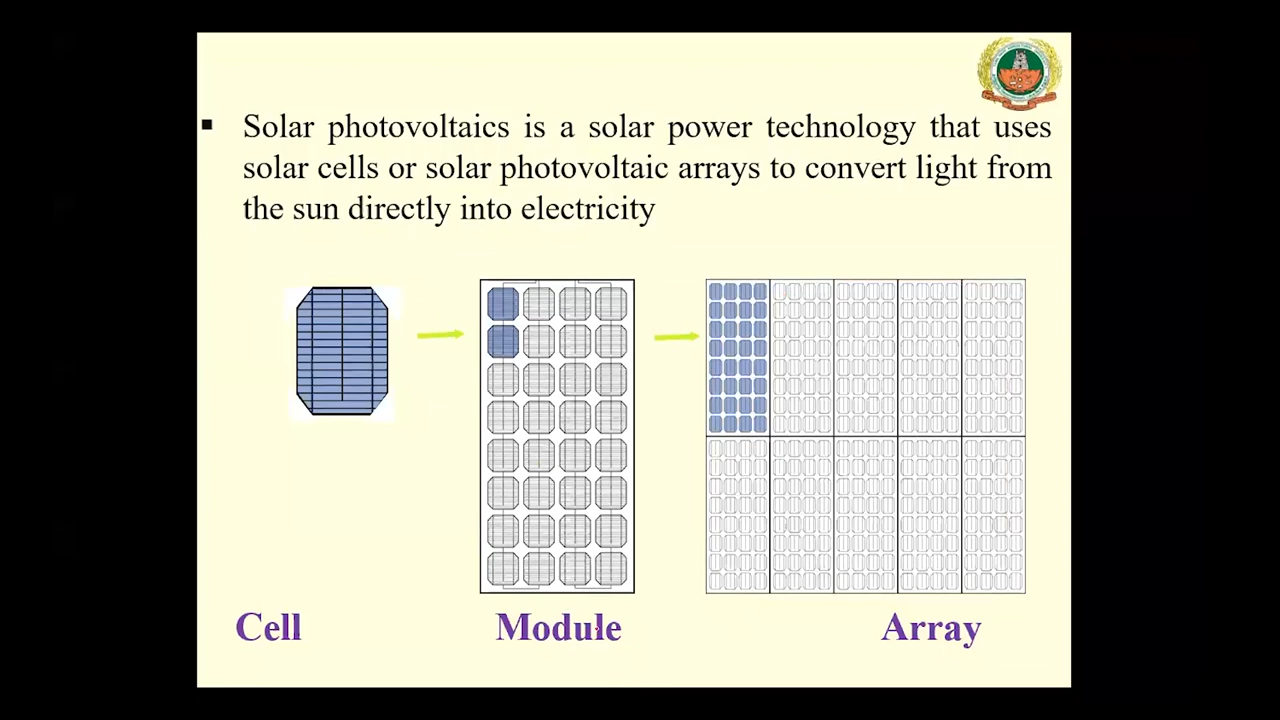 ▪ Solar photovoltaics is a solar power technology that uses
solar cells or solar photovoltaic arrays to convert light from
the sun directly into electricity
Cell
Module
Array